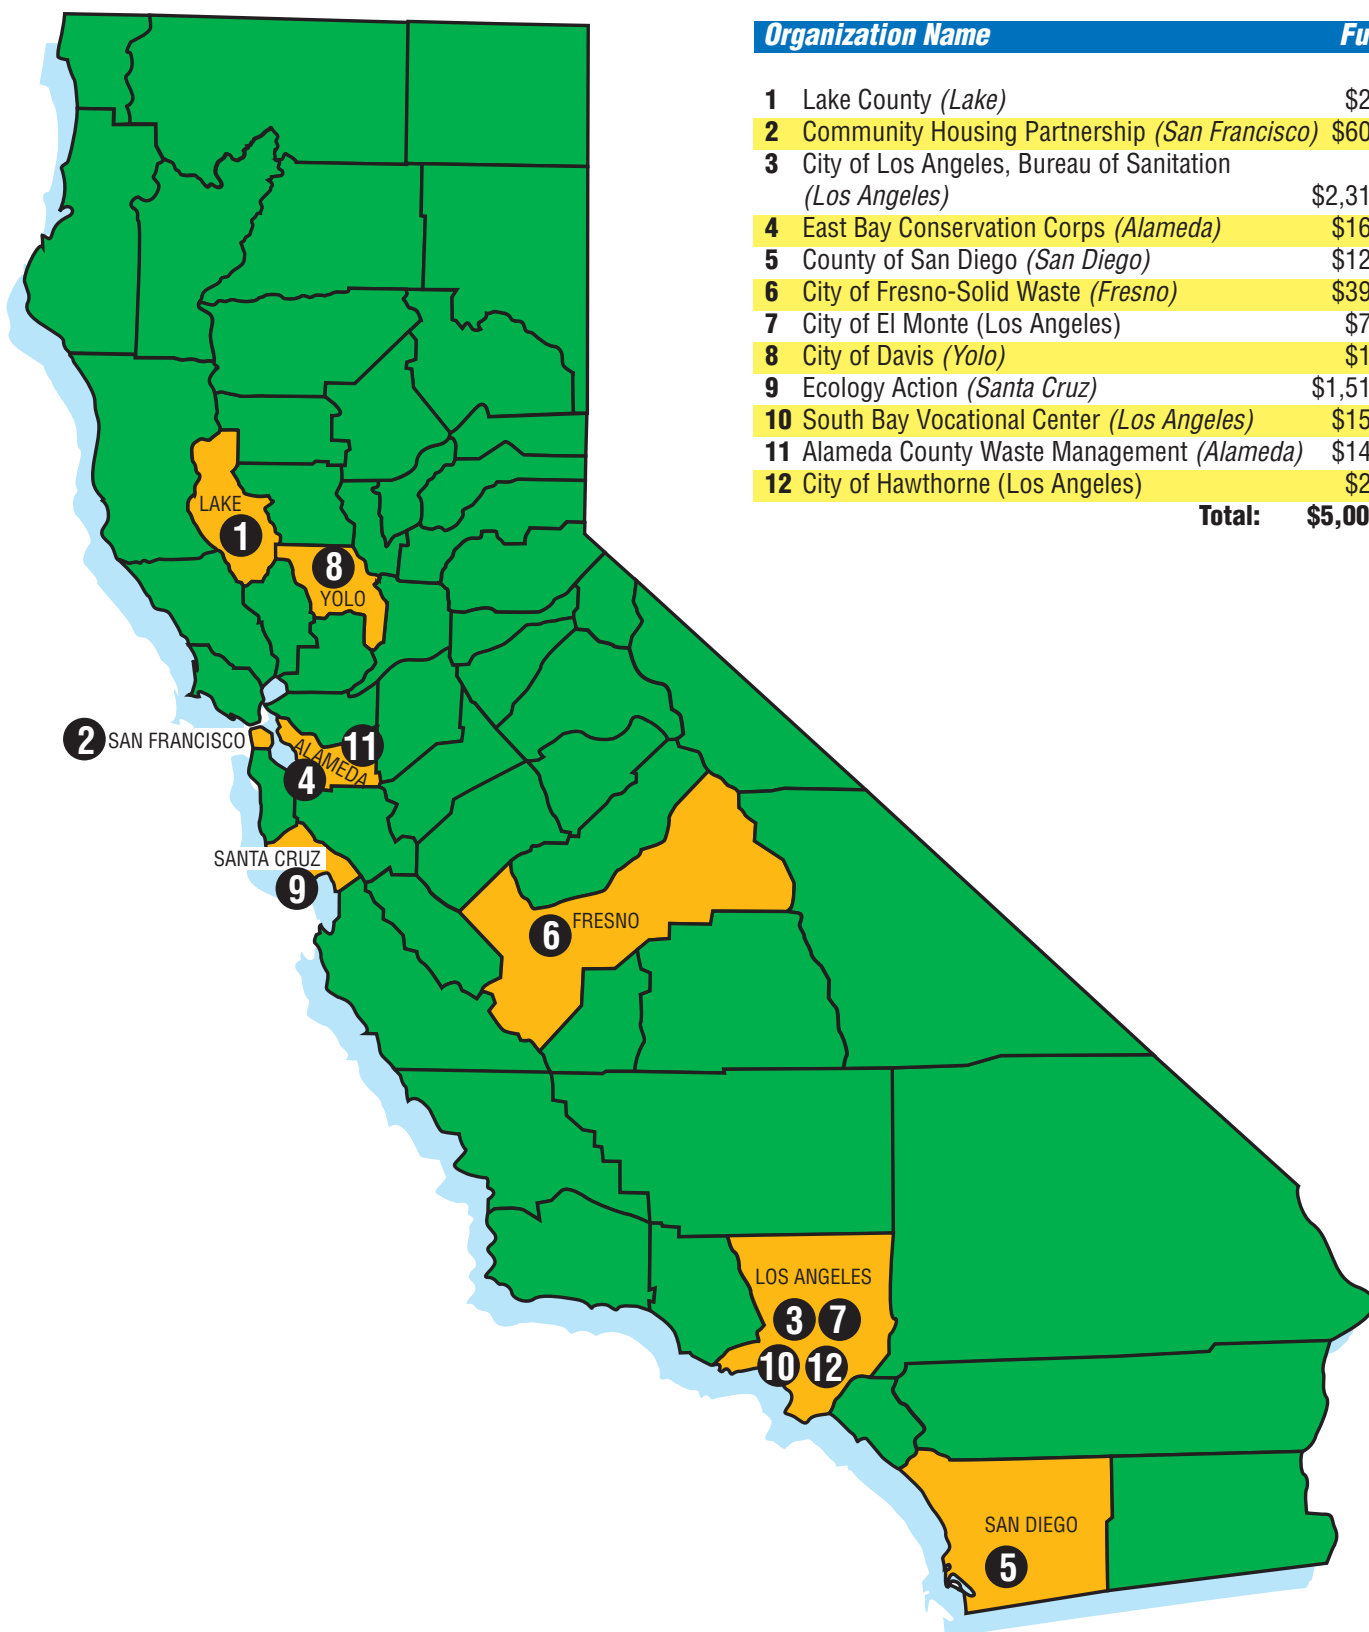 Organization Name Fu
1 Lake County (Lake) $2
2 Community Housing Partnership (San Francisco) $60
3 City of Los Angeles, Bureau of Sanitation
(Los Angeles) $2,31
4 East Bay Conservation Corps (Alameda) $16
5 County of San Diego (San Diego) $12
6 City of Fresno-Solid Waste (Fresno) $39
7 City of El Monte (Los Angeles) $7
8 City of Davis (Yolo) $1
9 Ecology Action (Santa Cruz) $1,51
10 South Bay Vocational Center (Los Angeles) $15
11 Alameda County Waste Management (Alameda) $14
12 City of Hawthorne (Los Angeles) $2
Total: $5,00
LAKE
1
8
YOLO
2 SAN FRANCISCO
11
ALAMEDA
4
SANTA CRUZ
9
6 FRESNO
LOS ANGELES
3 7
10 12
SAN DIEGO
5